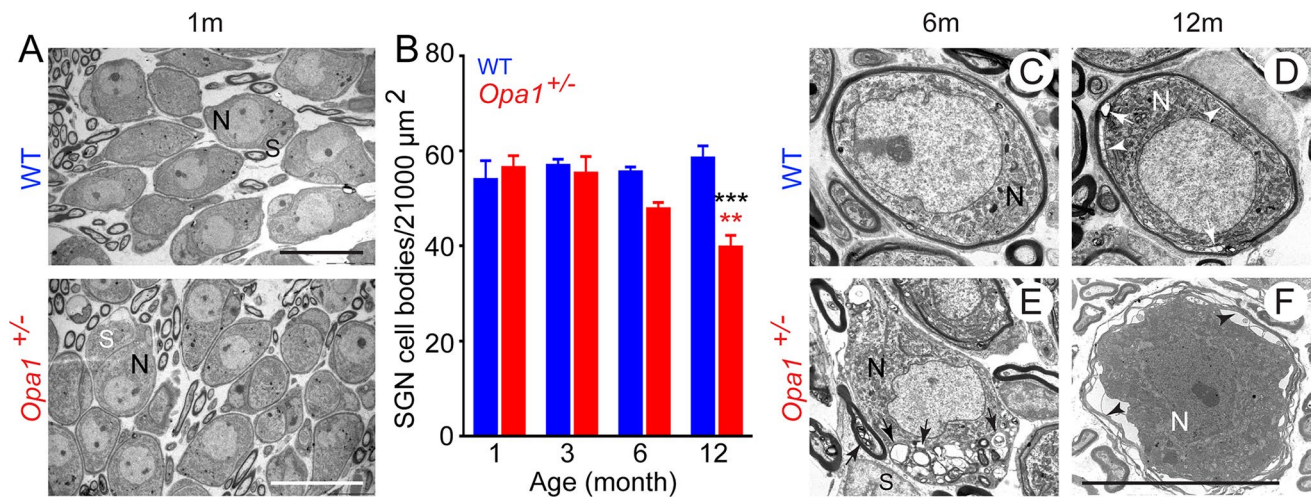 1m
6m
12m
A
WT
N
S
Opa1 +/-
S
N
B
80
60
40
20
0
SGN cell bodies/21000 µm 2
WT
Opa1+/-
***
**
1
3
6
12
Age (month)
WT
C
N
D
N
Opa1 +/-
E
N
S
F
N